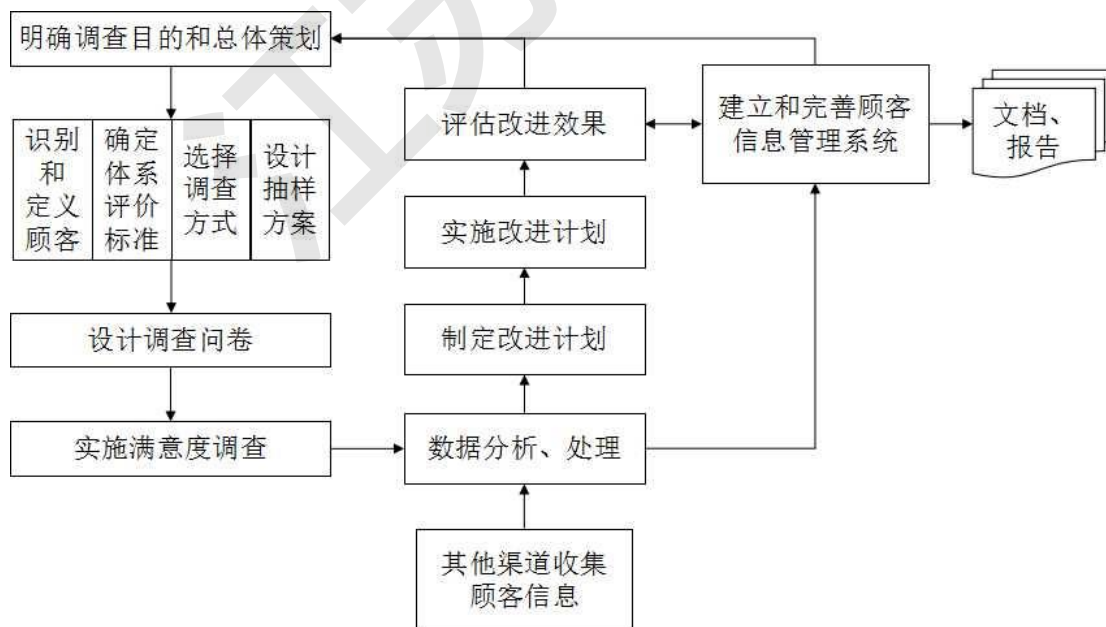 明确调查目的和总体策划
识别
和
定义
顾客
确定
体系
评价
标准
选择
调查
方式
设计
抽样
方案
设计调查问卷
实施满意度调查
评估改进效果
实施改进计划
制定改进计划
数据分析、处理
其他渠道收集
顾客信息
建立和完善顾客
信息管理系统
文档、
报告
江苏